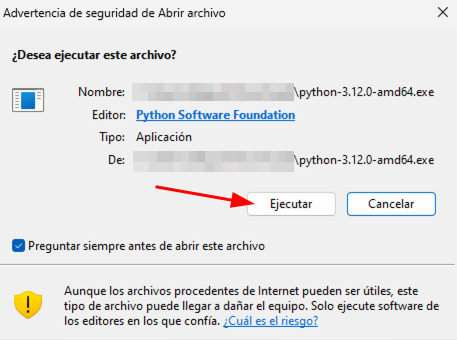 Advertencia de seguridad de Abrir archivo
¿Desea ejecutar este archivo?
Nombre: \python-3.12.0-amd64.exe
Editor: Python Software Foundation
Tipo: Aplicación
De: \python-3.12.0-amd64.exe
Ejecutar Cancelar
Preguntar siempre antes de abrir este archivo
Aunque los archivos procedentes de Internet pueden ser útiles, este
tipo de archivo puede llegar a dañar el equipo. Solo ejecute software de
los editores en los que confía. ¿Cuál es el riesgo?